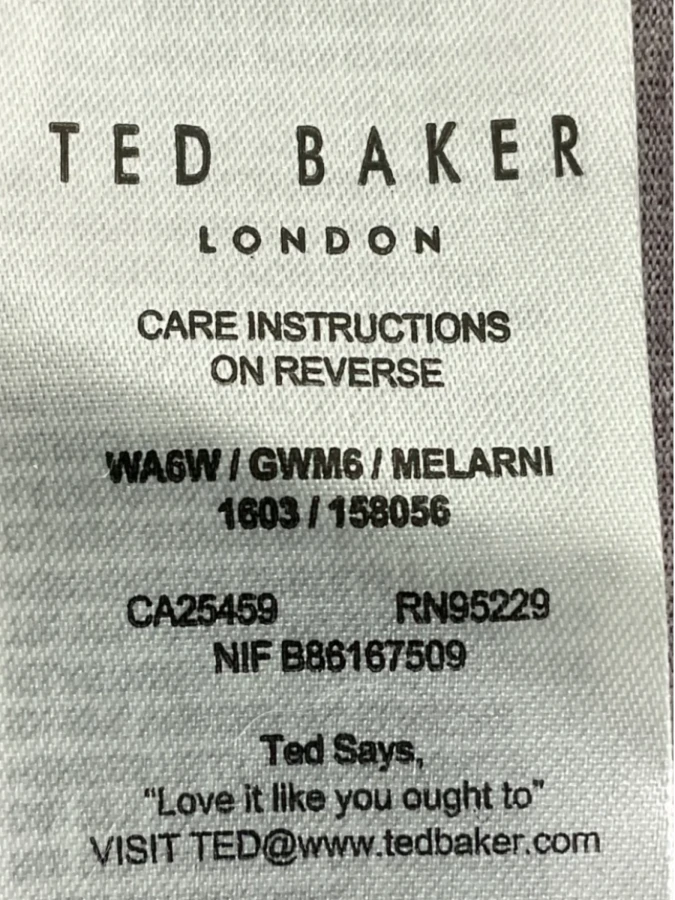 TED BAKER
LONDON
CARE INSTRUCTIONS
ON REVERSE
WA6W / GWM6 / MELARNI
1603 / 158056
CA25459 RN95229
NIF B86167509
Ted Says,
"Love it like you ought to"
VISIT TED@www.tedbaker.com